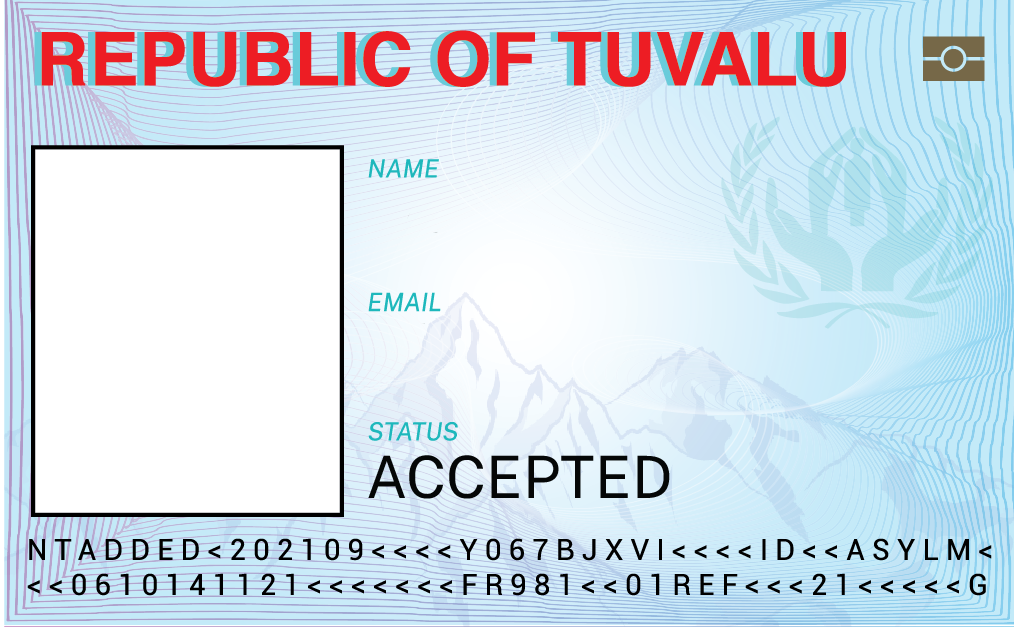 REPUBLIC OF TUVALU
NAME
EMAIL
STATUS
ACCEPTED
NTADDED<202109<<<<Y067BJXVI<<<<ID<<ASYLM<
<<0610141121<<<<<<<FR981<<01REF<<<21<<<<<G